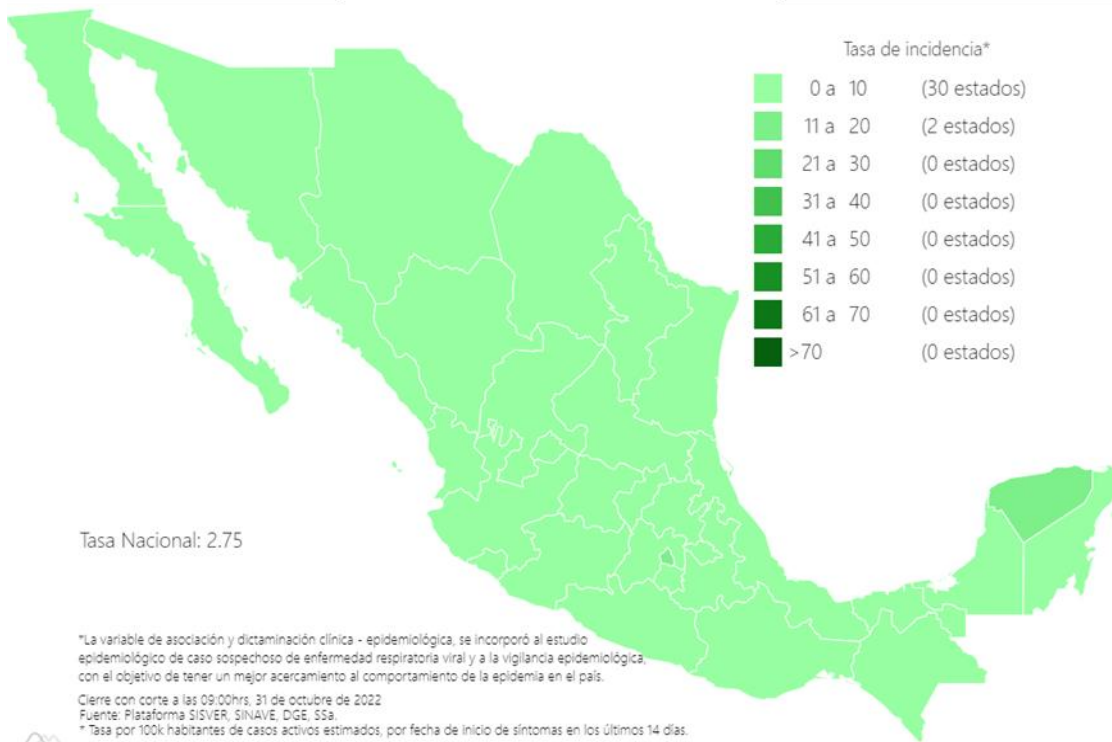 Tasa de incidencia*
0 a 10 (30 estados)
11 a 20 (2 estados)
21 a 30 (0 estados)
31 a 40 (0 estados)
41 a 50 (0 estados)
51 a 60 (0 estados)
61 a 70 (0 estados)
>70 (0 estados)
Tasa Nacional: 2.75
*La variable de asociación y dictaminación clínica - epidemiológica, se incorporó al estudio
epidemiológico de caso sospechoso de enfermedad respiratoria viral y a la vigilancia epidemiológica,
con el objetivo de tener un mejor acercamiento al comportamiento de la epidemia en el país.
Cierre con corte a las 09:00hrs, 31 de octubre de 2022
Fuente: Plataforma SISVER, SINAVE, DGE, SSa.
* Tasa por 100k habitantes de casos activos estimados, por fecha de inicio de síntomas en los últimos 14 días.